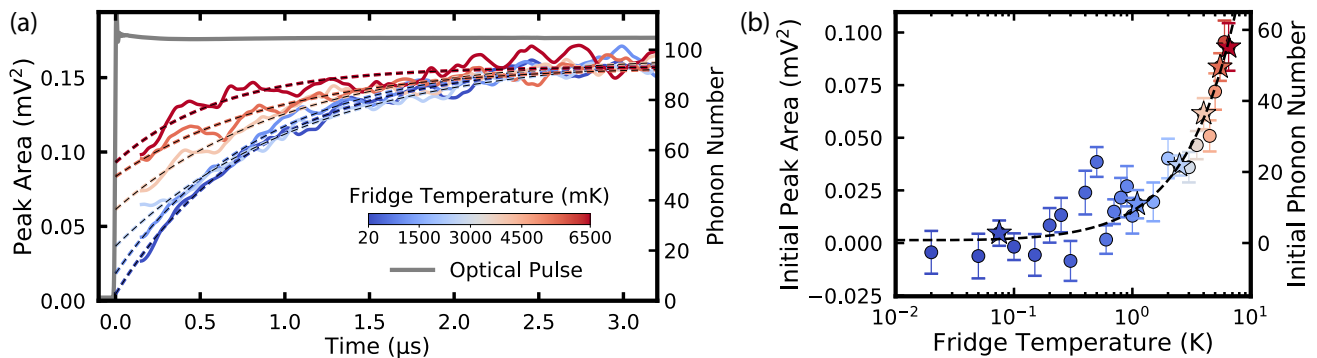 (a)
Peak Area (mV²)
0.15
0.10
0.05
0.00
100
80
60
40
20
0
Phonon Number
Fridge Temperature (mK)
20 1500 3000 4500 6500
Optical Pulse
0.0 0.5 1.0 1.5 2.0 2.5 3.0
Time (μs)
(b)
Initial Peak Area (mV²)
0.100
0.075
0.050
0.025
0.000
−0.025
60
40
20
0
Initial Phonon Number
10⁻² 10⁻¹ 10⁰ 10¹
Fridge Temperature (K)